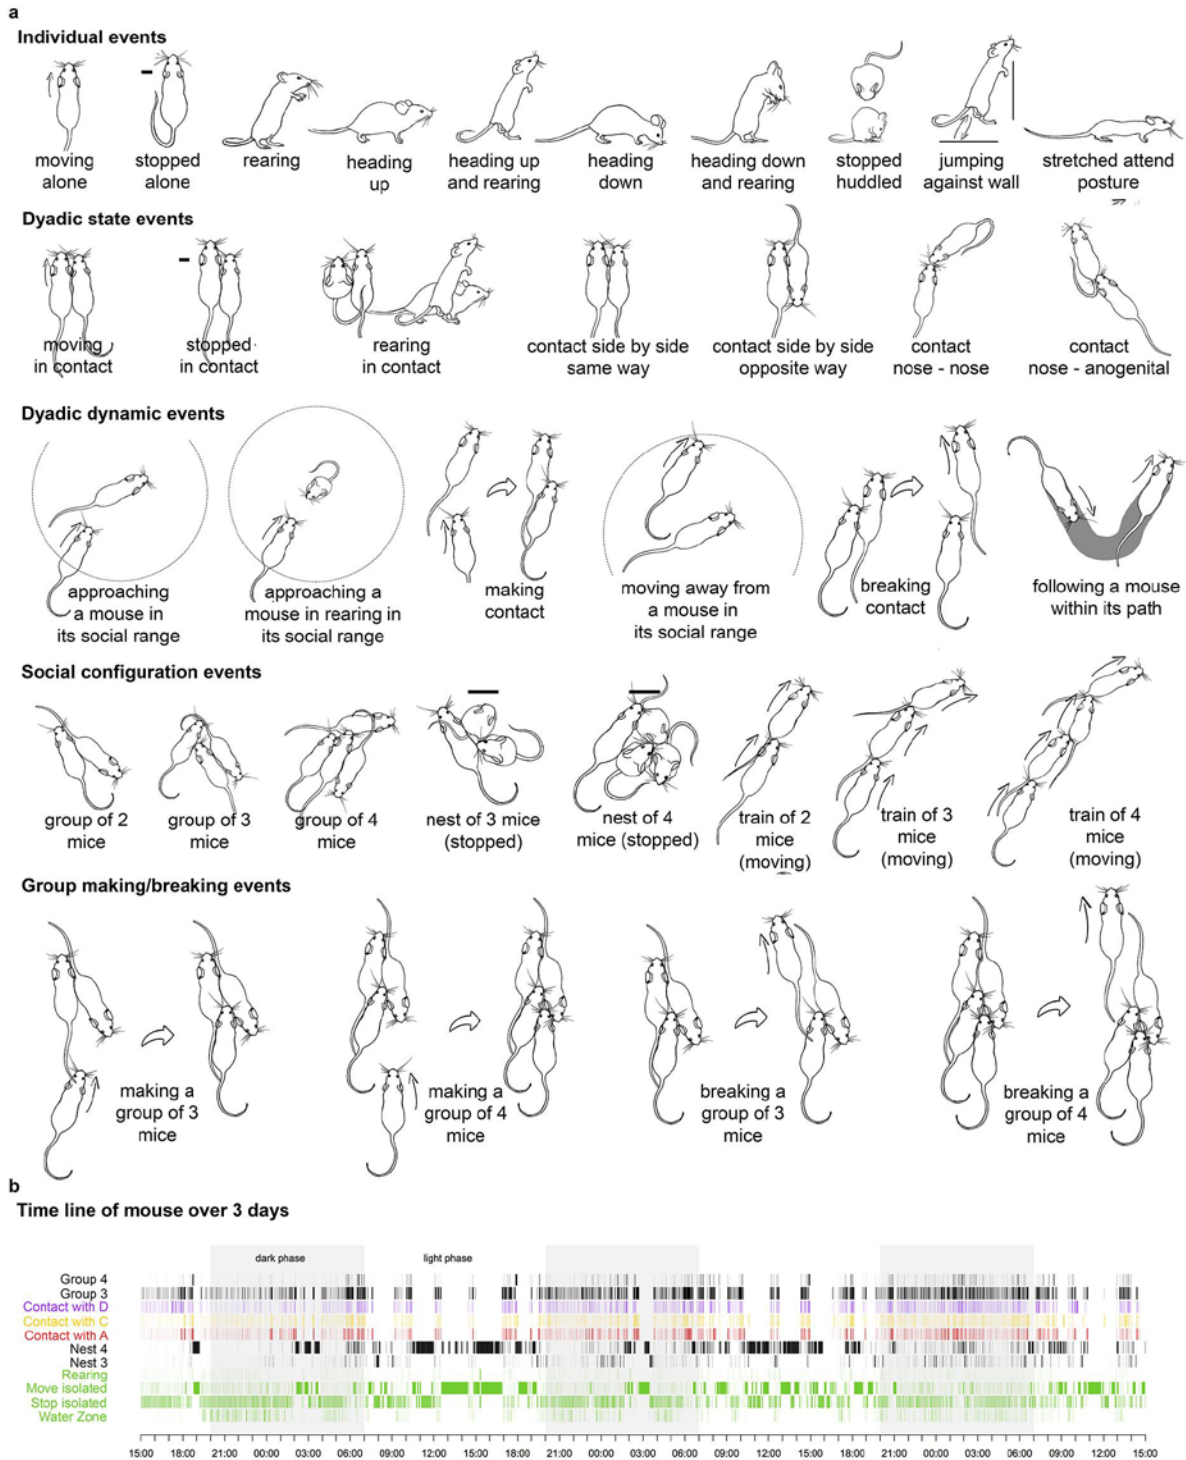 a
Individual events
moving
alone
stopped
alone
rearing
heading
up
heading up
and rearing
heading
down
heading down
and rearing
stopped
huddled
jumping
against wall
stretched attend
posture
Dyadic state events
moving
in contact
stopped
in contact
rearing
in contact
contact side by side
same way
contact side by side
opposite way
contact
nose - nose
contact
nose - anogenital
Dyadic dynamic events
approaching
a mouse in
its social range
approaching a
mouse in rearing in
its social range
making
contact
moving away from
a mouse in
its social range
breaking
contact
following a mouse
within its path
Social configuration events
group of 2
mice
group of 3
mice
group of 4
mice
nest of 3 mice
(stopped)
nest of 4
mice (stopped)
train of 2
mice
(moving)
train of 3
mice
(moving)
train of 4
mice
(moving)
Group making/breaking events
making a
group of 3
mice
making a
group of 4
mice
breaking a
group of 3
mice
breaking a
group of 4
mice
b
Time line of mouse over 3 days
dark phase light phase
Group 4
Group 3
Contact with D
Contact with C
Contact with A
Nest 4
Nest 3
Rearing
Move isolated
Stop isolated
Water Zone
15:00 18:00 21:00 00:00 03:00 06:00 09:00 12:00 15:00 18:00 21:00 00:00 03:00 06:00 09:00 12:00 15:00 18:00 21:00 00:00 03:00 06:00 09:00 12:00 15:00